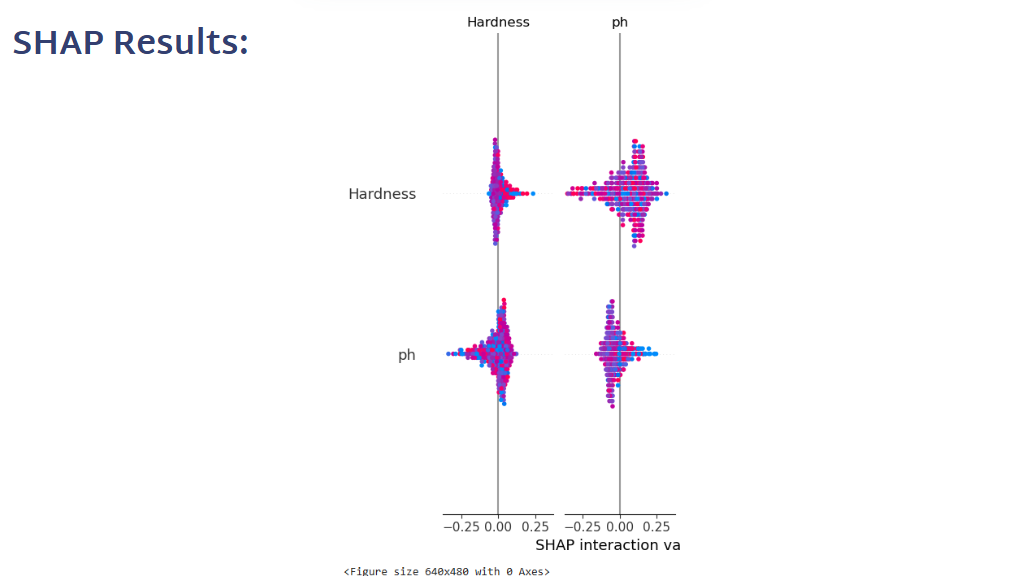 SHAP Results:
Hardness ph
Hardness
ph
−0.25 0.00 0.25 −0.25 0.00 0.25
SHAP interaction va
<Figure size 640x480 with 0 Axes>